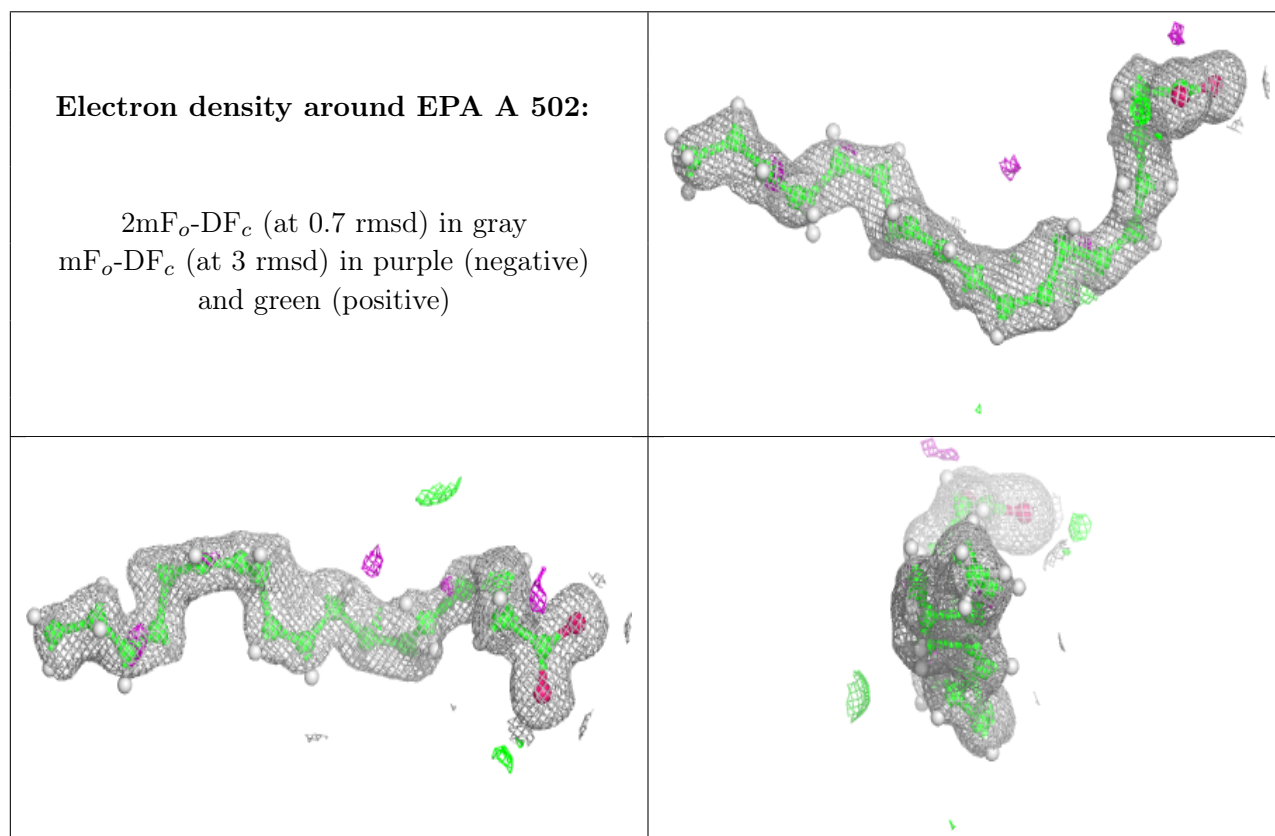 Electron density around EPA A 502:
2mFo-DFc (at 0.7 rmsd) in gray
mFo-DFc (at 3 rmsd) in purple (negative)
and green (positive)